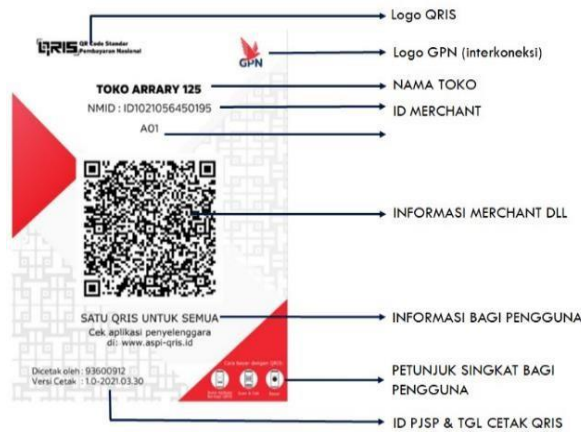 Logo QRIS
QRIS QR Code Standar
Pembayaran Nasional
GPN
Logo GPN (interkoneksi)
TOKO ARRARY 125
NAMA TOKO
NMID : ID1021056450195
ID MERCHANT
A01
INFORMASI MERCHANT DLL
SATU QRIS UNTUK SEMUA
INFORMASI BAGI PENGGUNA
Cek aplikasi penyelenggara
di: www.aspi-qris.id
Cara bayar dengan QRIS
PETUNJUK SINGKAT BAGI
PENGGUNA
Dicetak oleh : 93600912
Versi Cetak : 1.0-2021.03.30
ID PJSP & TGL CETAK QRIS